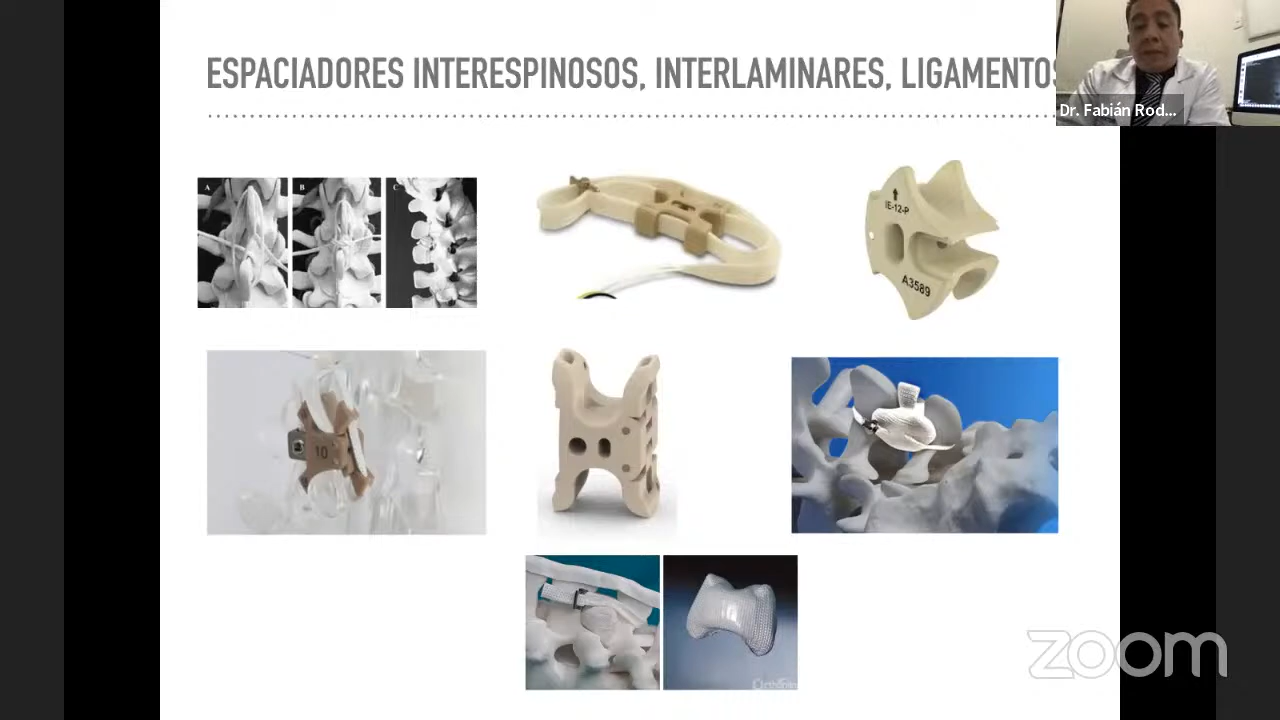 ESPACIADORES INTERESPINOSOS, INTERLAMINARES, LIGAMENTOS
Dr. Fabián Rod...
A
B
C
IE-12-P
A3589
10
zoom